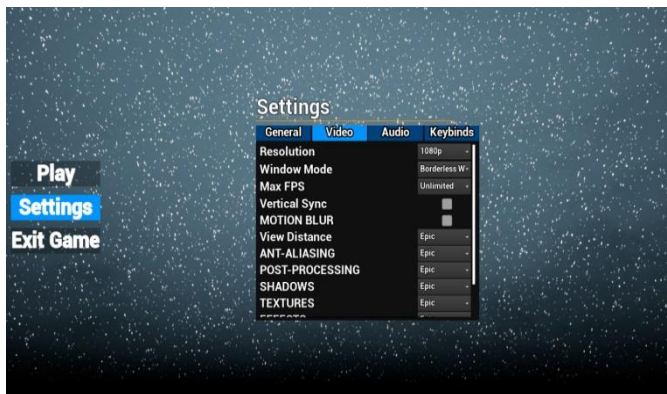 Settings
General Video Audio Keybinds
Resolution 1080p
Window Mode Borderless W
Max FPS Unlimited
Vertical Sync
MOTION BLUR
View Distance Epic
ANT-ALIASING Epic
POST-PROCESSING Epic
SHADOWS Epic
TEXTURES Epic
Play
Settings
Exit Game